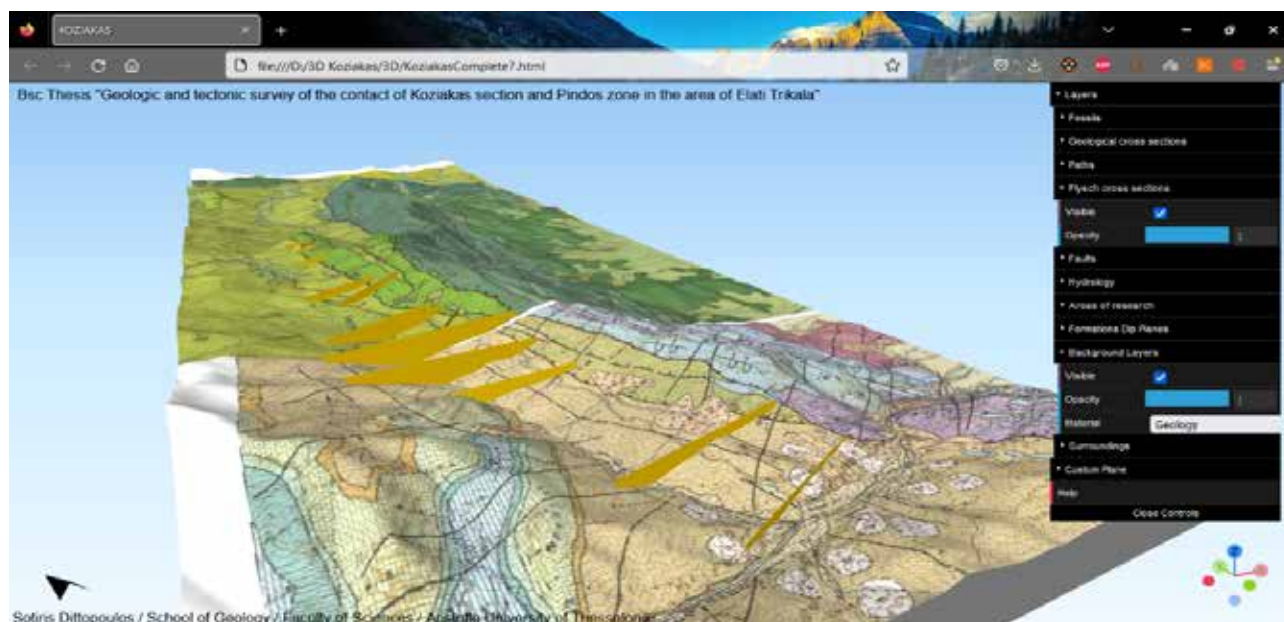 KOZIAKAS
file:///D:/3D Koziakas/3D/KoziakasComplete7.html
Bsc Thesis "Geologic and tectonic survey of the contact of Koziakas section and Pindos zone in the area of Elati Trikala"
Layers
Fossils
Geological cross sections
Paths
Flysch cross sections
Visible
Opacity
Faults
Hydrology
Areas of research
Formations Dip Planes
Background Layers
Visible
Opacity
Material Geology
Surroundings
Custom Plane
Help
Close Controls
Z
Sotiris Dittopoulos / School of Geology / Faculty of Sciences / Aristotle University of Thessaloniki